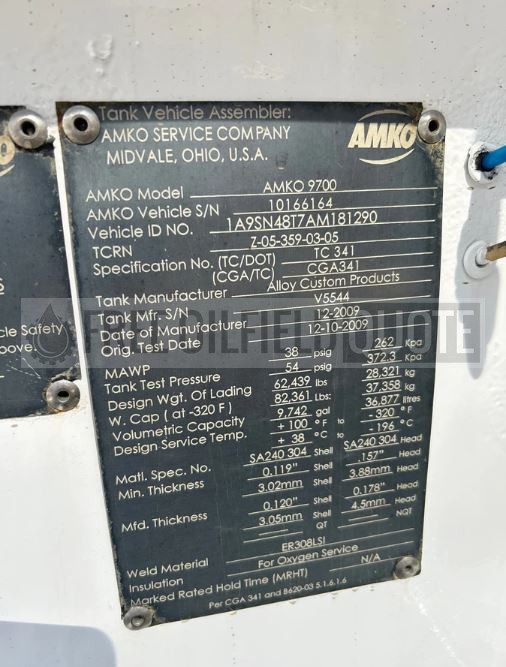 Tank Vehicle Assembler:
AMKO SERVICE COMPANY
MIDVALE, OHIO, U.S.A.
AMKO
AMKO Model AMKO 9700
AMKO Vehicle S/N 10166164
Vehicle ID NO. 1A9SN48T7AM181290
TCRN Z-05-359-03-05
Specification No. (TC/DOT) TC 341
(CGA/TC) CGA341
Tank Manufacturer Alloy Custom Products
Tank Mfr. S/N V5544
Date of Manufacturer 12-2009
Orig. Test Date 12-10-2009
MAWP 38 psig 262 Kpa
Tank Test Pressure 54 psig 372.3 Kpa
Design Wgt. Of Lading 62,439 lbs 28,321 kg
W. Cap ( at -320 F ) 82,361 Lbs: 37,358 kg
Volumetric Capacity 9,742 gal 36,877 litres
Design Service Temp. + 100 ° F to - 320 ° F
+ 38 ° C to - 196 ° C
Matl. Spec. No. SA240 304 Shell SA240 304 Head
Min. Thickness 0.119" Shell .157" Head
3.02mm Shell 3.88mm Head
Mfd. Thickness 0.120" Shell 0.178" Head
3.05mm Shell 4.5mm Head
QT NQT
Weld Material ER308LSI
Insulation For Oxygen Service
Marked Rated Hold Time (MRHT) N/A
Per CGA 341 and B620-03 5.1.6.1.6
KO
S
cle Safety
bove.